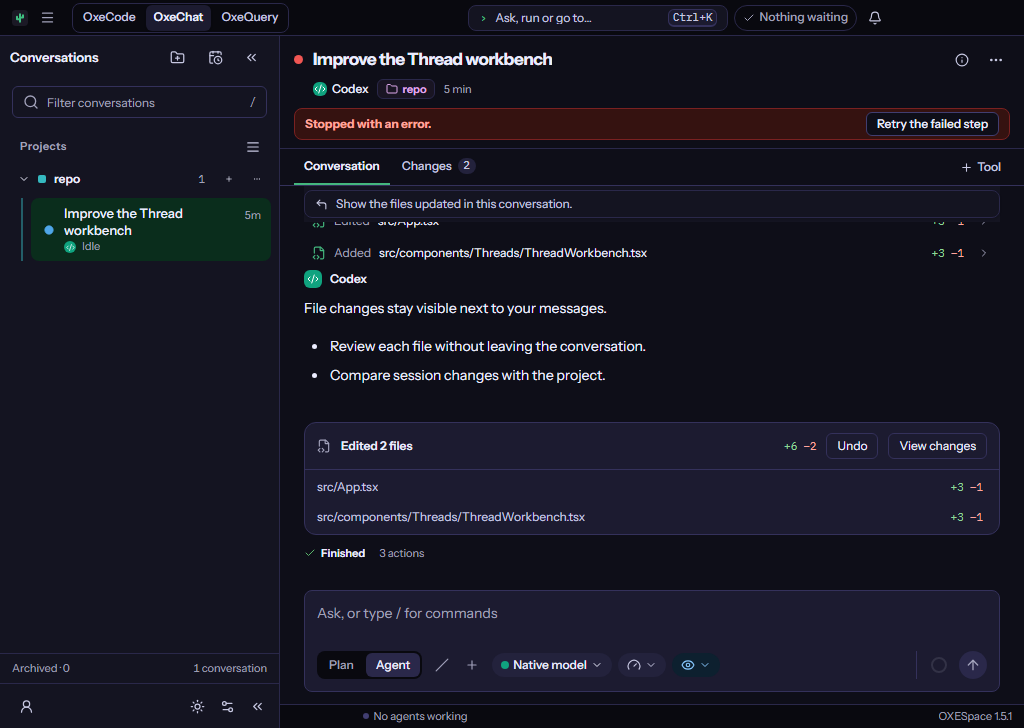 OxeCode OxeChat OxeQuery
Ask, run or go to... Ctrl+K
Nothing waiting
Conversations
Filter conversations /
Projects
repo 1
Improve the Thread workbench 5m
Idle
Archived · 0 1 conversation
Improve the Thread workbench
Codex repo 5 min
Stopped with an error. Retry the failed step
Conversation Changes 2 Tool
Show the files updated in this conversation.
Edited src/App.tsx +3 −1
Added src/components/Threads/ThreadWorkbench.tsx +3 −1
Codex
File changes stay visible next to your messages.
• Review each file without leaving the conversation.
• Compare session changes with the project.
Edited 2 files +6 −2 Undo View changes
src/App.tsx +3 −1
src/components/Threads/ThreadWorkbench.tsx +3 −1
Finished 3 actions
Ask, or type / for commands
Plan Agent Native model
No agents working OXESpace 1.5.1